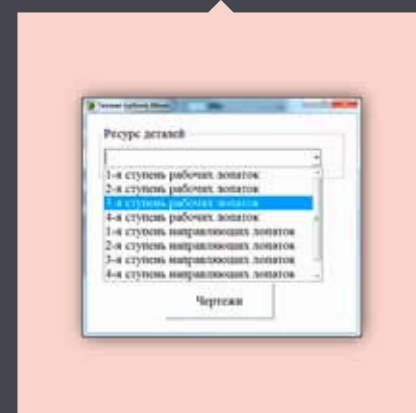 Ресурс деталей
1-я ступень рабочих лопаток
2-я ступень рабочих лопаток
3-я ступень рабочих лопаток
4-я ступень рабочих лопаток
1-я ступень направляющих лопаток
2-я ступень направляющих лопаток
3-я ступень направляющих лопаток
4-я ступень направляющих лопаток
Чертежи